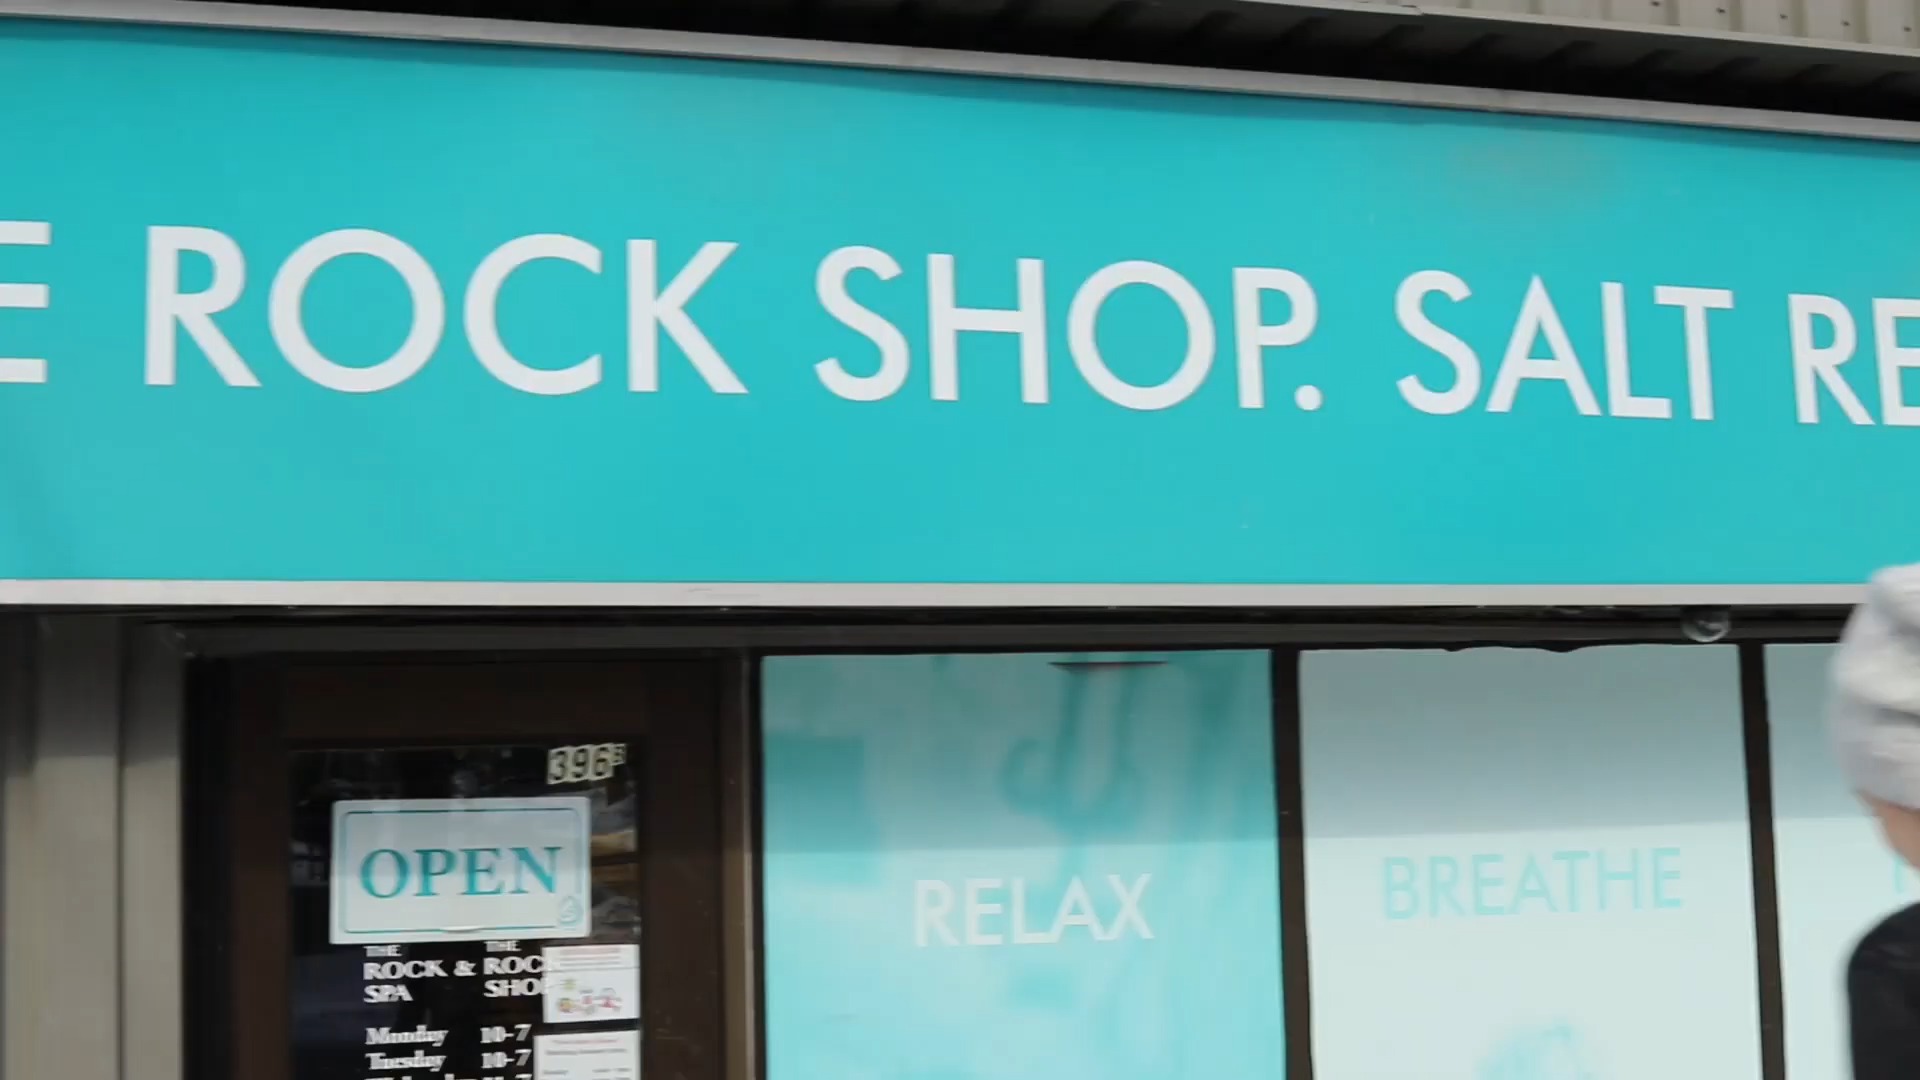 E ROCK SHOP. SALT RE
396
OPEN
THE ROCK & SPA
THE ROCK SHOP
Monday 10-7
Tuesday 10-7
RELAX
BREATHE